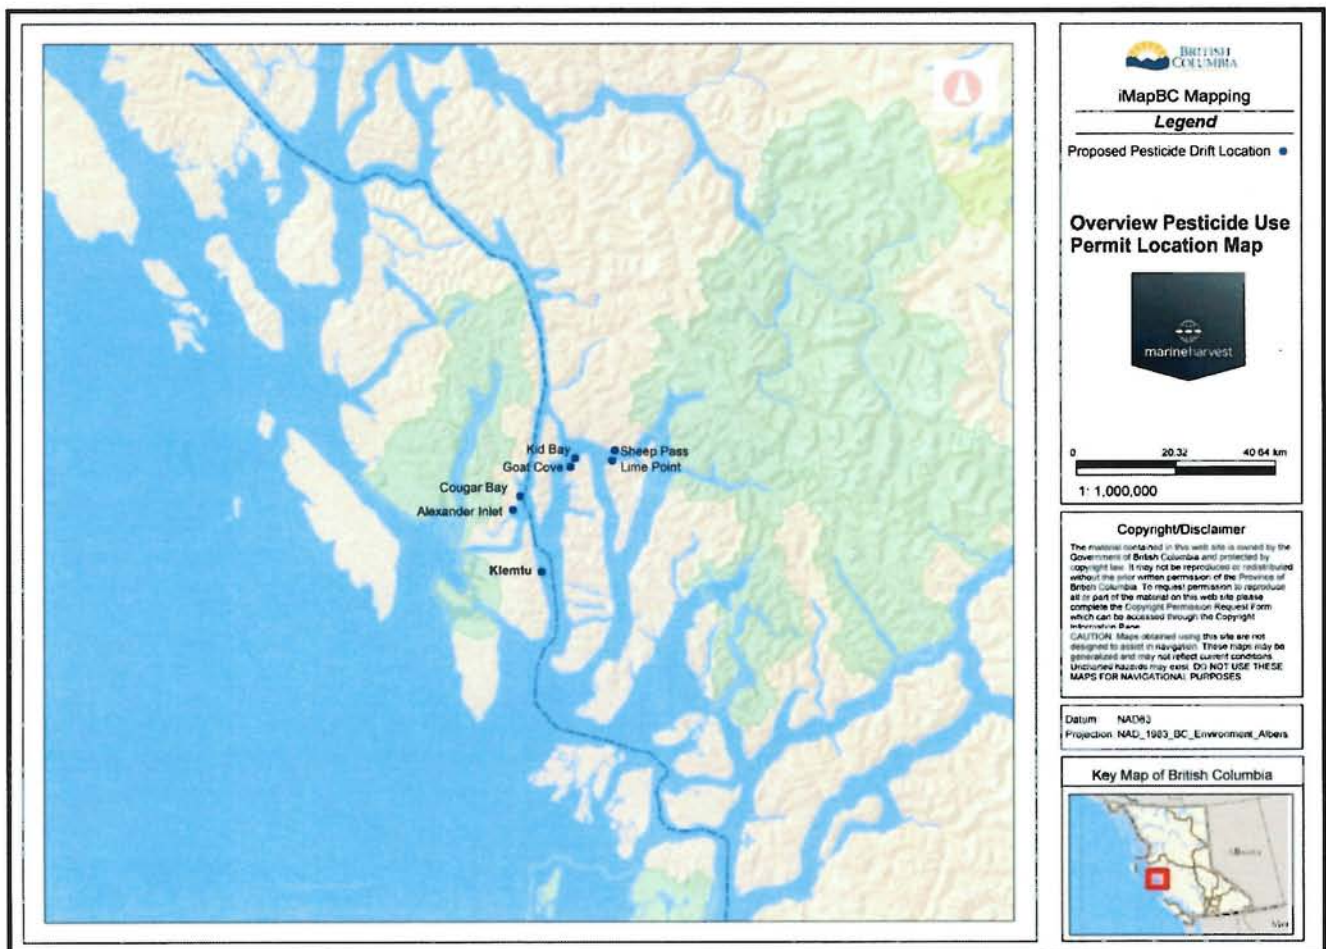 Kid Bay
Goat Cove
Sheep Pass
Lime Point
Cougar Bay
Alexander Inlet
Klemtu
BRITISH
COLUMBIA
iMapBC Mapping
Legend
Proposed Pesticide Drift Location
Overview Pesticide Use
Permit Location Map
marineharvest
0 20.32 40 64 km
1: 1,000,000
Copyright/Disclaimer
The material contained in this web site is owned by the
Government of British Columbia and protected by
copyright law. It may not be reproduced or redistributed
without the prior written permission of the Province of
British Columbia. To request permission to reproduce
all or part of the material on this web site please
complete the Copyright Permission Request Form
which can be accessed through the Copyright
Information Page
CAUTION: Maps obtained using this site are not
designed to assist in navigation. These maps may be
generalized and may not reflect current conditions.
Uncharted hazards may exist. DO NOT USE THESE
MAPS FOR NAVIGATIONAL PURPOSES
Datum NAD83
Projection NAD_1983_BC_Environment_Albers
Key Map of British Columbia
Alberta